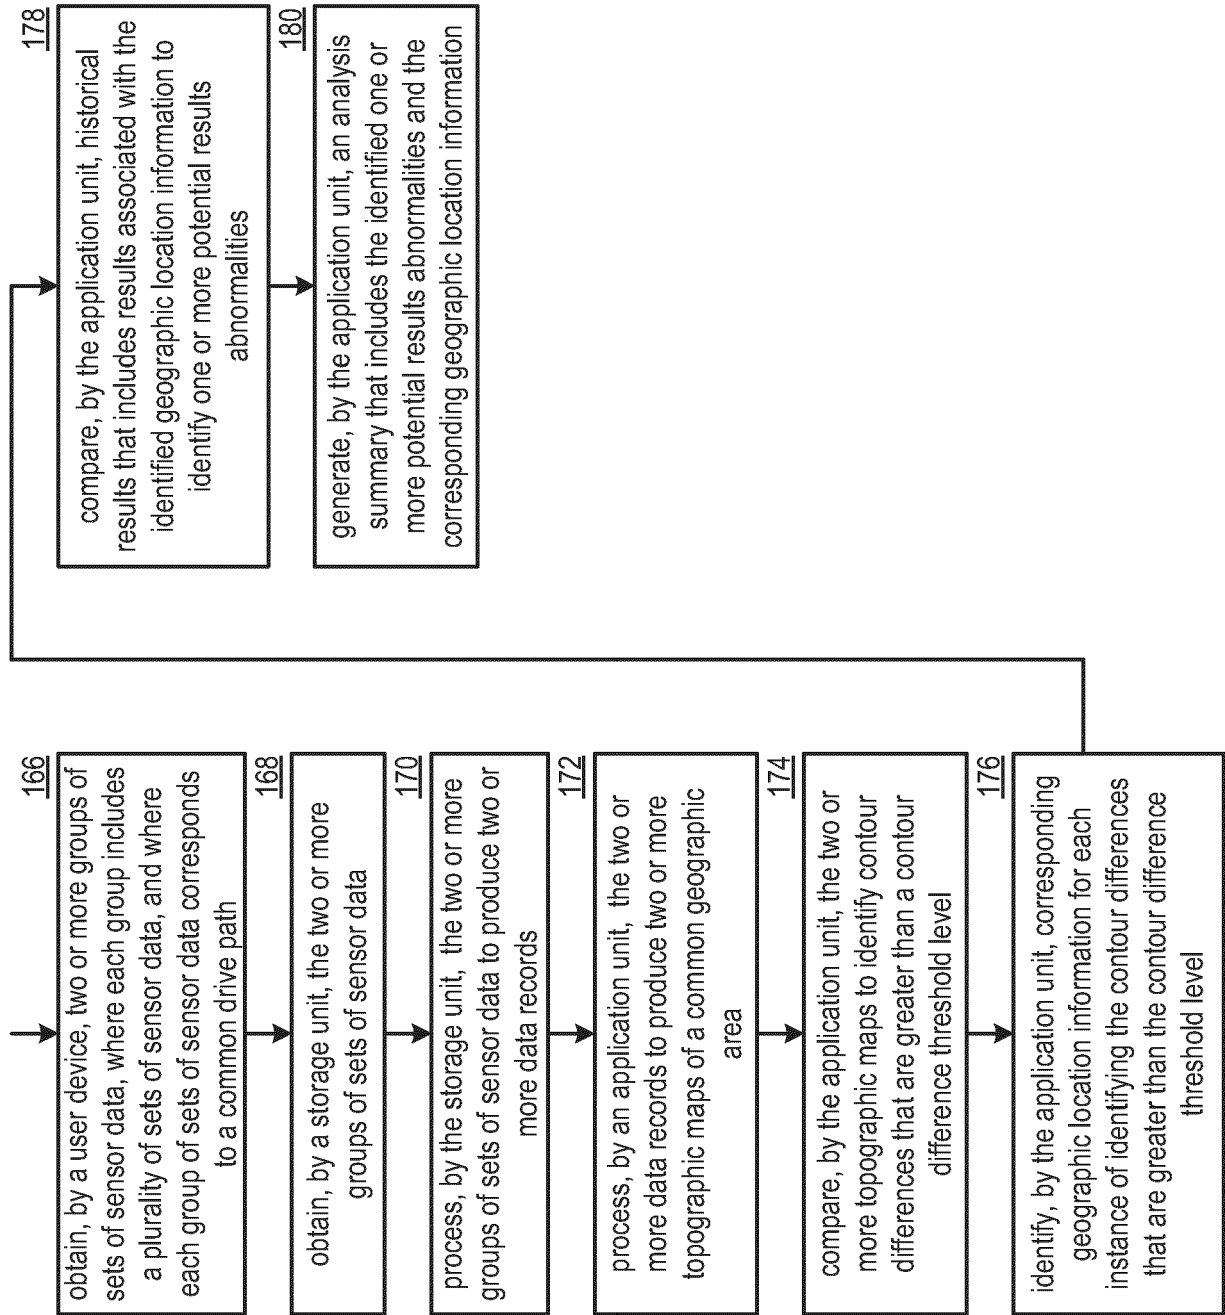 166
obtain, by a user device, two or more groups of
sets of sensor data, where each group includes
a plurality of sets of sensor data, and where
each group of sets of sensor data corresponds
to a common drive path
168
obtain, by a storage unit, the two or more
groups of sets of sensor data
170
process, by the storage unit, the two or more
groups of sets of sensor data to produce two or
more data records
172
process, by an application unit, the two or
more data records to produce two or more
topographic maps of a common geographic
area
174
compare, by the application unit, the two or
more topographic maps to identify contour
differences that are greater than a contour
difference threshold level
176
identify, by the application unit, corresponding
geographic location information for each
instance of identifying the contour differences
that are greater than the contour difference
threshold level
178
compare, by the application unit, historical
results that includes results associated with the
identified geographic location information to
identify one or more potential results
abnormalities
180
generate, by the application unit, an analysis
summary that includes the identified one or
more potential results abnormalities and the
corresponding geographic location information